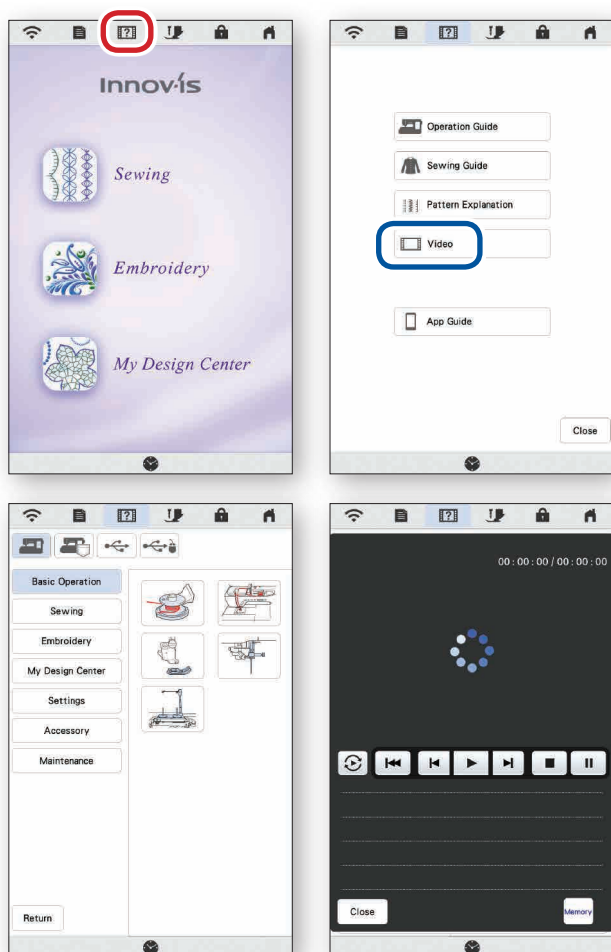 Innov-ís
Sewing
Embroidery
My Design Center
Operation Guide
Sewing Guide
Pattern Explanation
Video
App Guide
Close
Basic Operation
Sewing
Embroidery
My Design Center
Settings
Accessory
Maintenance
Return
00 : 00 : 00 / 00 : 00 : 00
Close
Memory